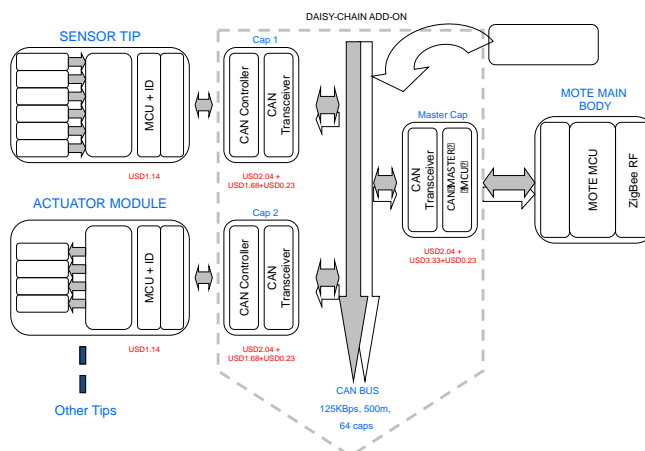 DAISY-CHAIN ADD-ON
SENSOR TIP
Cap 1
MCU + ID
CAN Controller
CAN
Transceiver
USD1.14
USD2.04 +
USD1.68+USD0.23
Master Cap
CAN
Transceiver
CAN MASTER
MCU
USD2.04 +
USD3.33+USD0.23
MOTE MAIN
BODY
MOTE MCU
ZigBee RF
ACTUATOR MODULE
Cap 2
MCU + ID
CAN Controller
CAN
Transceiver
USD1.14
USD2.04 +
USD1.68+USD0.23
Other Tips
CAN BUS
125KBps, 500m,
64 caps